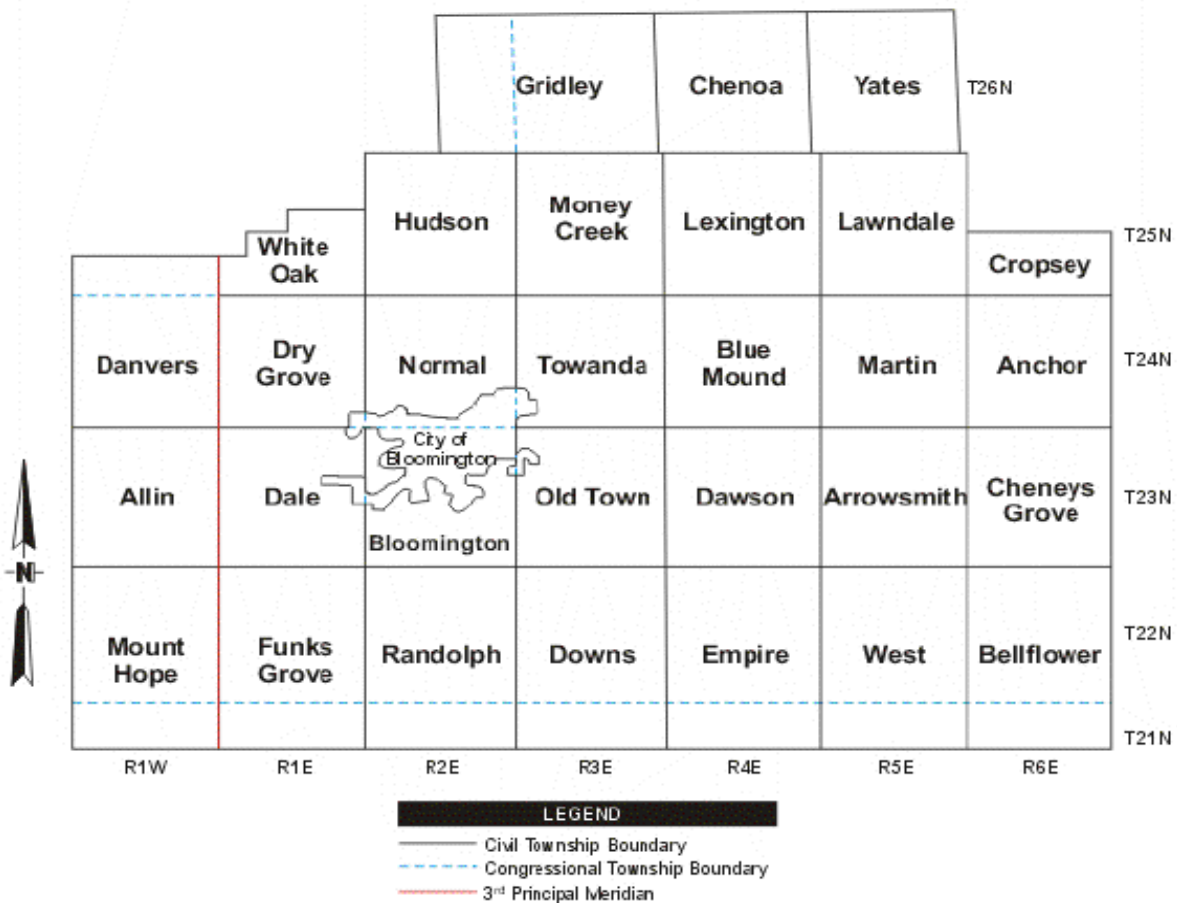 Gridley
Chenoa
Yates
T26N
Hudson
Money
Creek
Lexington
Lawndale
T25N
White
Oak
Cropsey
Danvers
Dry
Grove
Normal
Towanda
Blue
Mound
Martin
Anchor
T24N
City of
Bloomington
Allin
Dale
Old Town
Dawson
Arrowsmith
Cheneys
Grove
T23N
Bloomington
N
Mount
Hope
Funks
Grove
Randolph
Downs
Empire
West
Bellflower
T22N
T21N
R1W
R1E
R2E
R3E
R4E
R5E
R6E
LEGEND
Civil Township Boundary
Congressional Township Boundary
3rd Principal Meridian